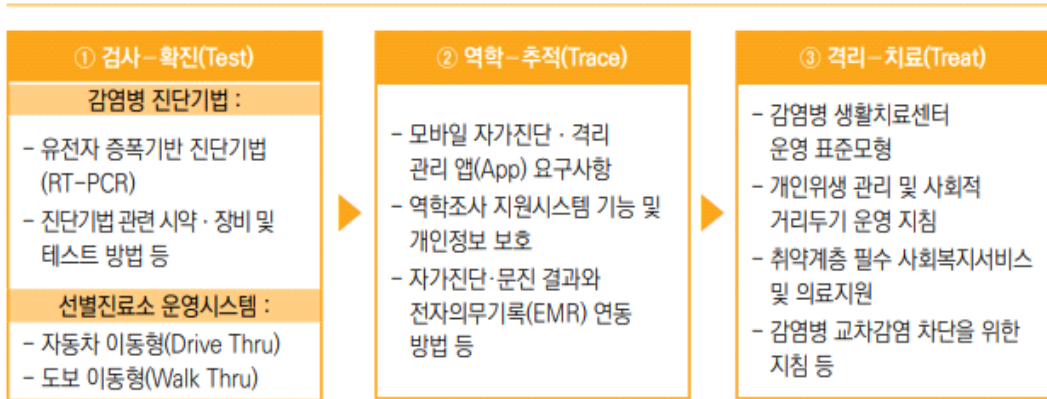 ① 검사-확진(Test)
감염병 진단기법 :
- 유전자 증폭기반 진단기법
(RT-PCR)
- 진단기법 관련 시약 · 장비 및
테스트 방법 등
선별진료소 운영시스템 :
- 자동차 이동형(Drive Thru)
- 도보 이동형(Walk Thru)
② 역학-추적(Trace)
- 모바일 자가진단 · 격리
관리 앱(App) 요구사항
- 역학조사 지원시스템 기능 및
개인정보 보호
- 자가진단·문진 결과와
전자의무기록(EMR) 연동
방법 등
③ 격리-치료(Treat)
- 감염병 생활치료센터
운영 표준모형
- 개인위생 관리 및 사회적
거리두기 운영 지침
- 취약계층 필수 사회복지서비스
및 의료지원
- 감염병 교차감염 차단을 위한
지침 등